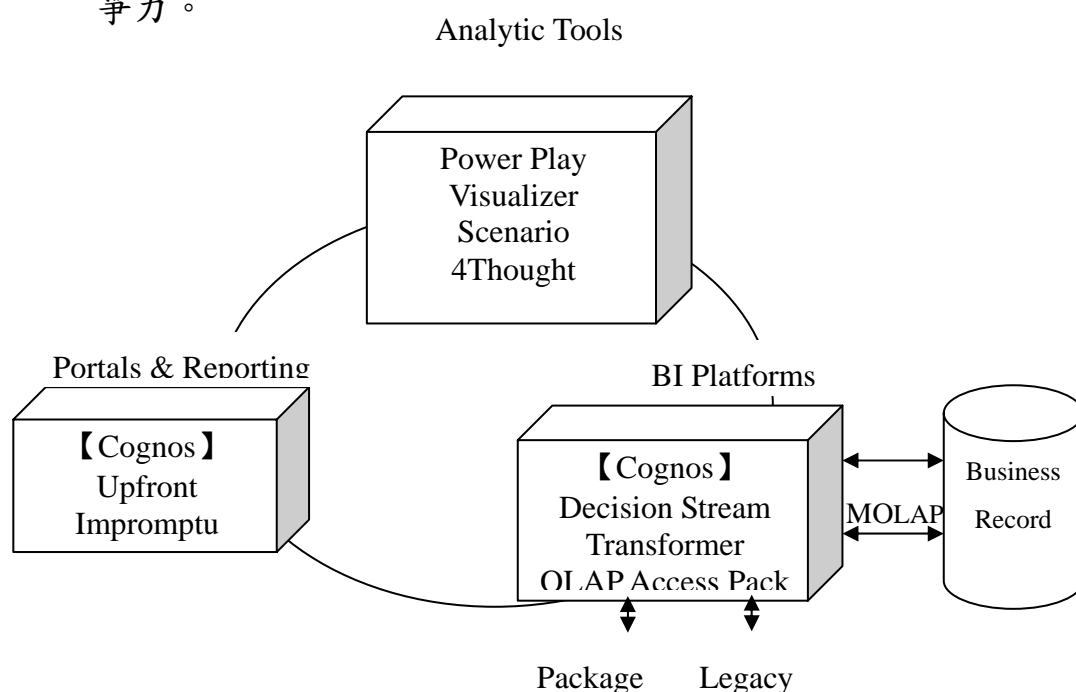 爭力。
Analytic Tools
Power Play
Visualizer
Scenario
4Thought
Portals & Reporting
【Cognos】
Upfront
Impromptu
BI Platforms
【Cognos】
Decision Stream
Transformer
OLAP Access Pack
MOLAP
Business
Record
Package
Legacy